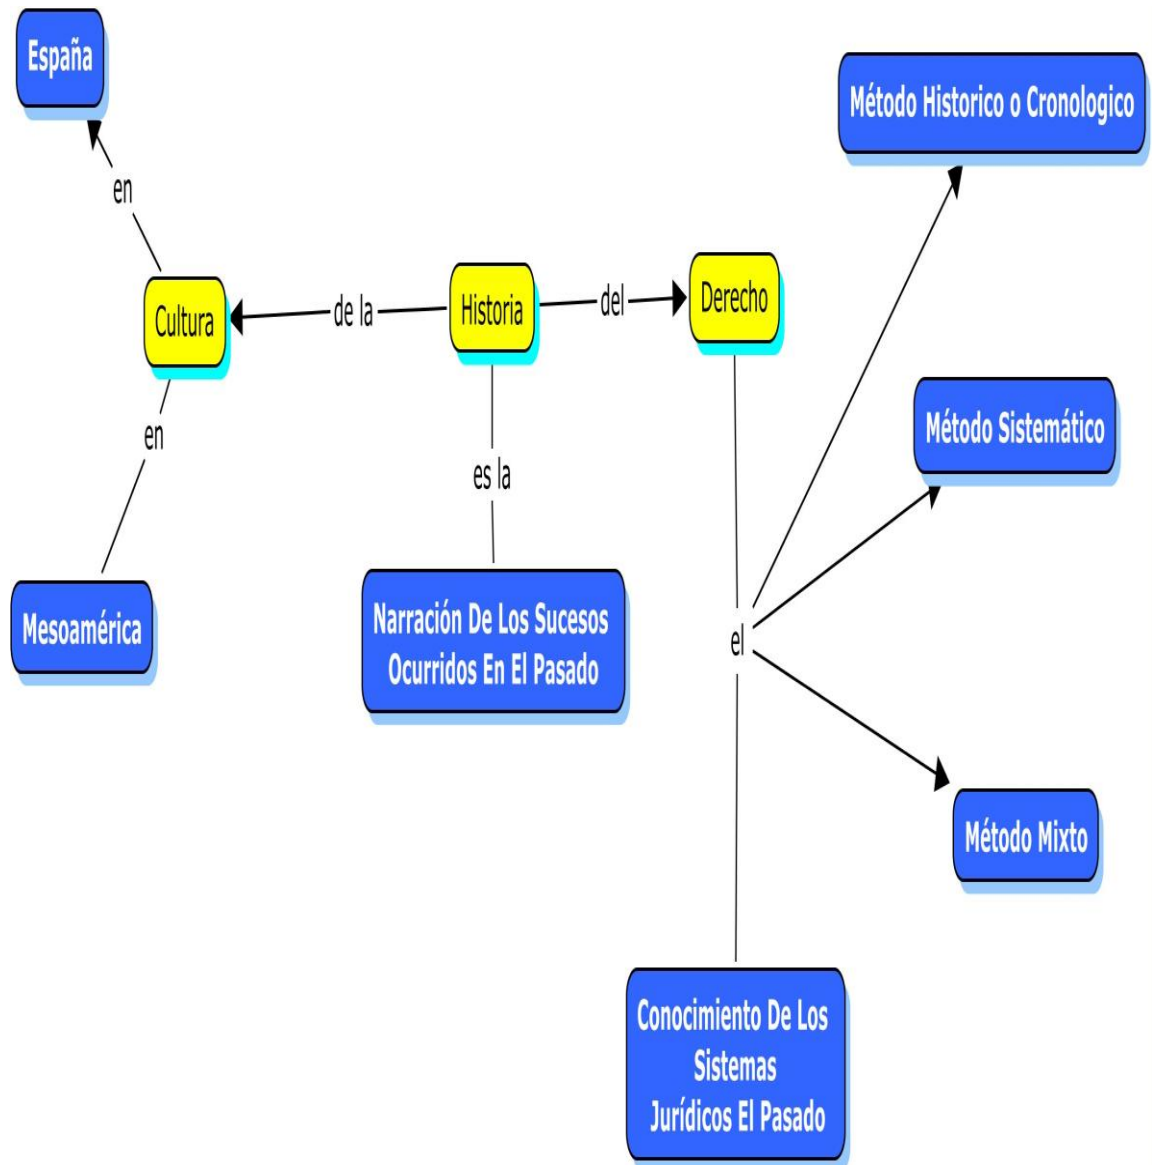 España
Método Historico o Cronologico
en
Cultura
de la
Historia
del
Derecho
en
Método Sistemático
es la
Mesoamérica
Narración De Los Sucesos
Ocurridos En El Pasado
el
Método Mixto
Conocimiento De Los
Sistemas
Jurídicos El Pasado